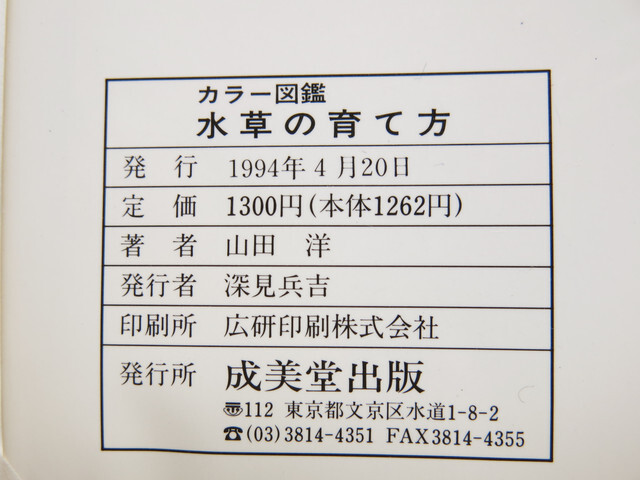 カラー図鑑
水草の育て方
発行 1994年4月20日
定価 1300円(本体1262円)
著者 山田 洋
発行者 深見兵吉
印刷所 広研印刷株式会社
発行所 成美堂出版
〠112 東京都文京区水道1-8-2
☎(03)3814-4351 FAX3814-4355